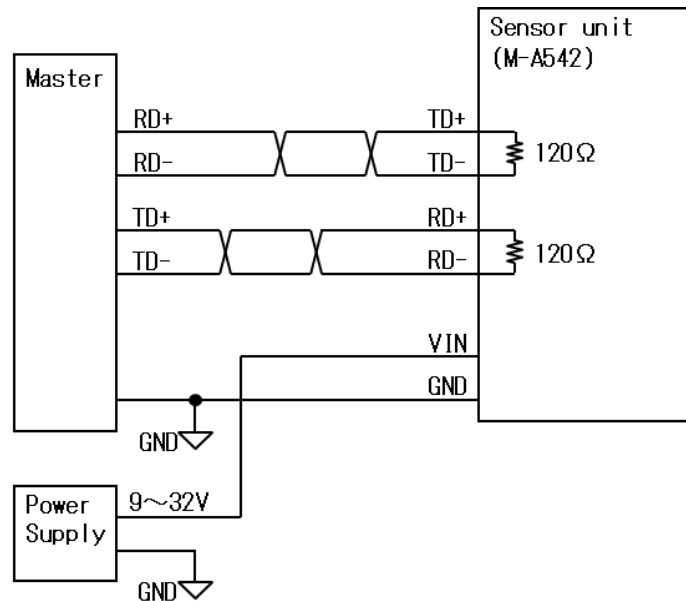 Sensor unit
(M-A542)
Master
RD+
TD+
RD-
TD-
120Ω
TD+
RD+
TD-
RD-
120Ω
VIN
GND
GND
Power
Supply
9～32V
GND